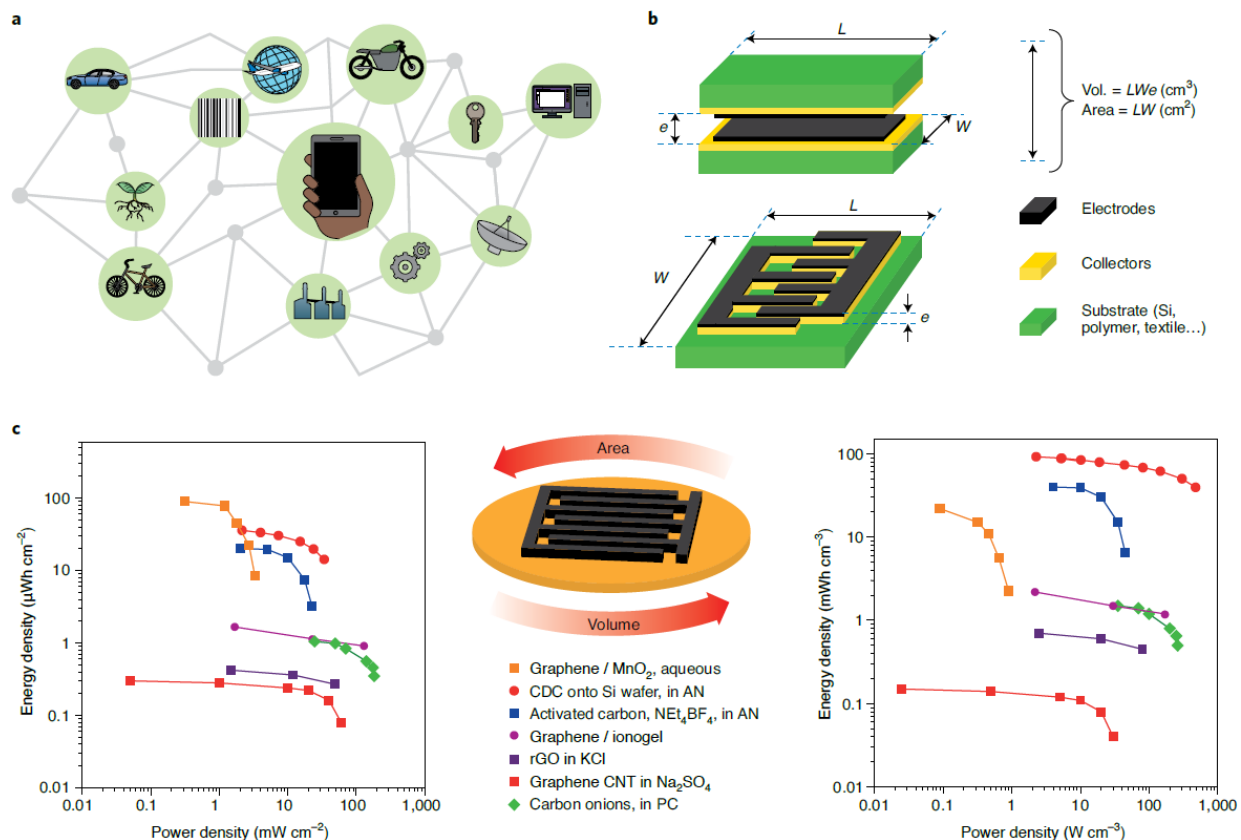 a
b
L
e
W
Vol. = LWe (cm³)
Area = LW (cm²)
L
W
e
Electrodes
Collectors
Substrate (Si,
polymer, textile…)
c
Energy density (µWh cm⁻²)
100
10
1
0.1
0.01
0.01
0.1
1
10
100
1,000
Power density (mW cm⁻²)
Area
Volume
Graphene / MnO₂, aqueous
CDC onto Si wafer, in AN
Activated carbon, NEt₄BF₄, in AN
Graphene / ionogel
rGO in KCl
Graphene CNT in Na₂SO₄
Carbon onions, in PC
Energy density (mWh cm⁻³)
100
10
1
0.1
0.01
0.01
0.1
1
10
100
1,000
Power density (W cm⁻³)